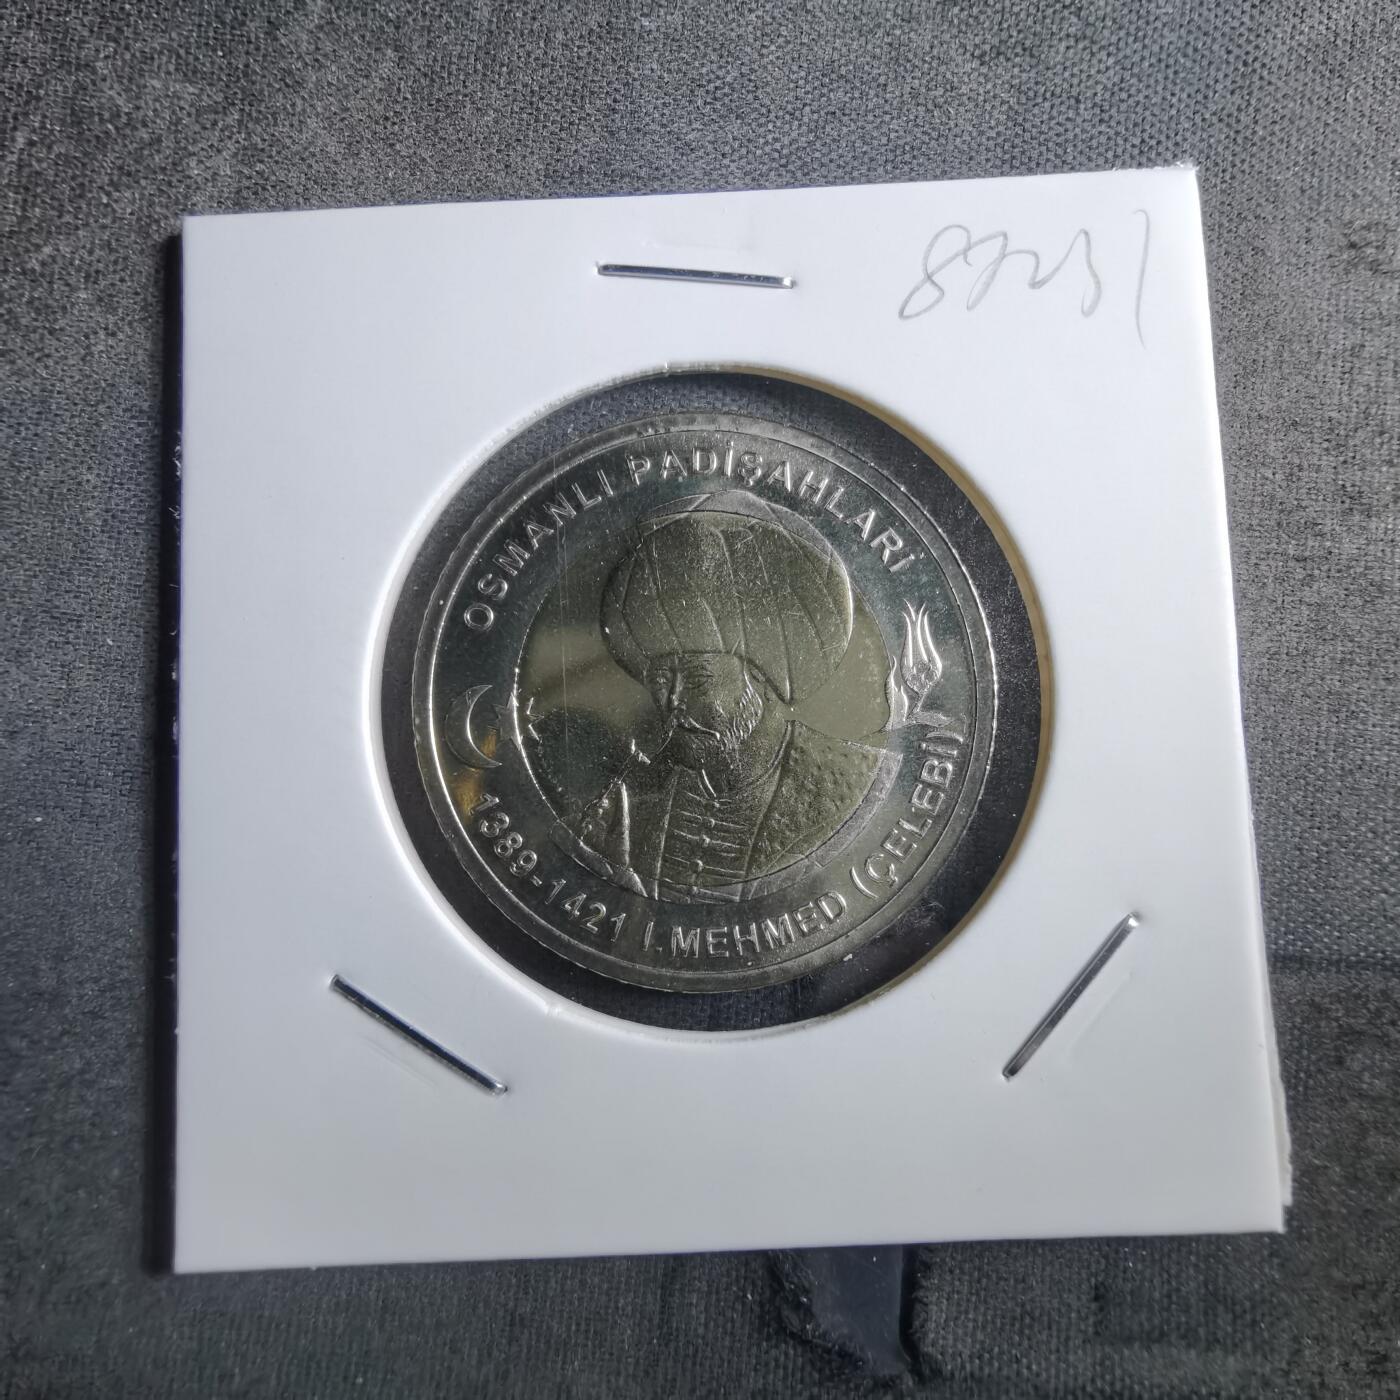 OSMANLI PADİŞAHLARİ
1389-1421 I.MEHMED (ÇELEBİ)